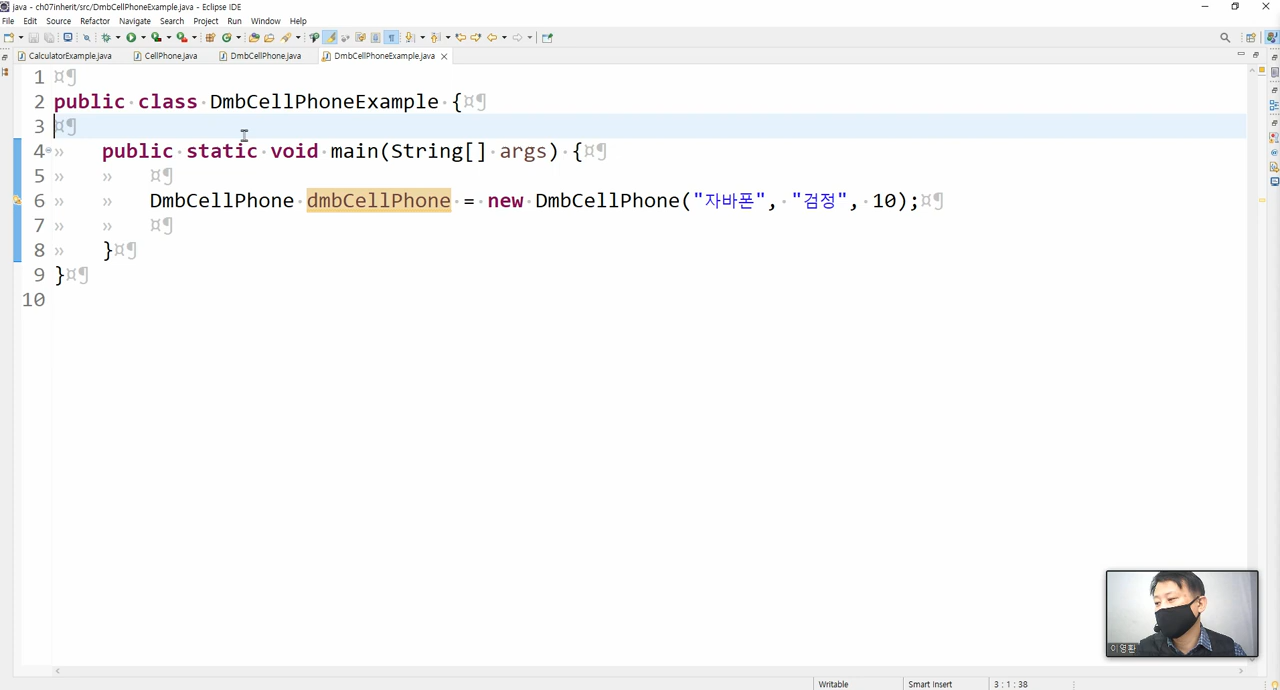 java - ch07inherit/src/DmbCellPhoneExample.java - Eclipse IDE
File Edit Source Refactor Navigate Search Project Run Window Help
CalculatorExample.java CellPhone.java DmbCellPhone.java DmbCellPhoneExample.java
1 ¤¶
2 public·class·DmbCellPhoneExample·{¤¶
3 ¤¶
4 » public·static·void·main(String[]·args)·{¤¶
5 » » ¤¶
6 » » DmbCellPhone·dmbCellPhone·=·new·DmbCellPhone("자바폰",·"검정",·10);¤¶
7 » » ¤¶
8 » }¤¶
9 }¤¶
10
이영환
Writable Smart Insert 3 : 1 : 38